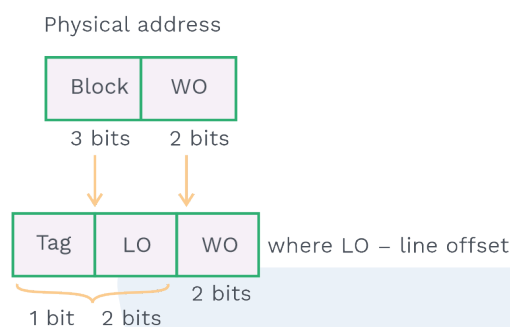 Physical address
Block WO
3 bits 2 bits
Tag LO WO where LO – line offset
2 bits
1 bit 2 bits